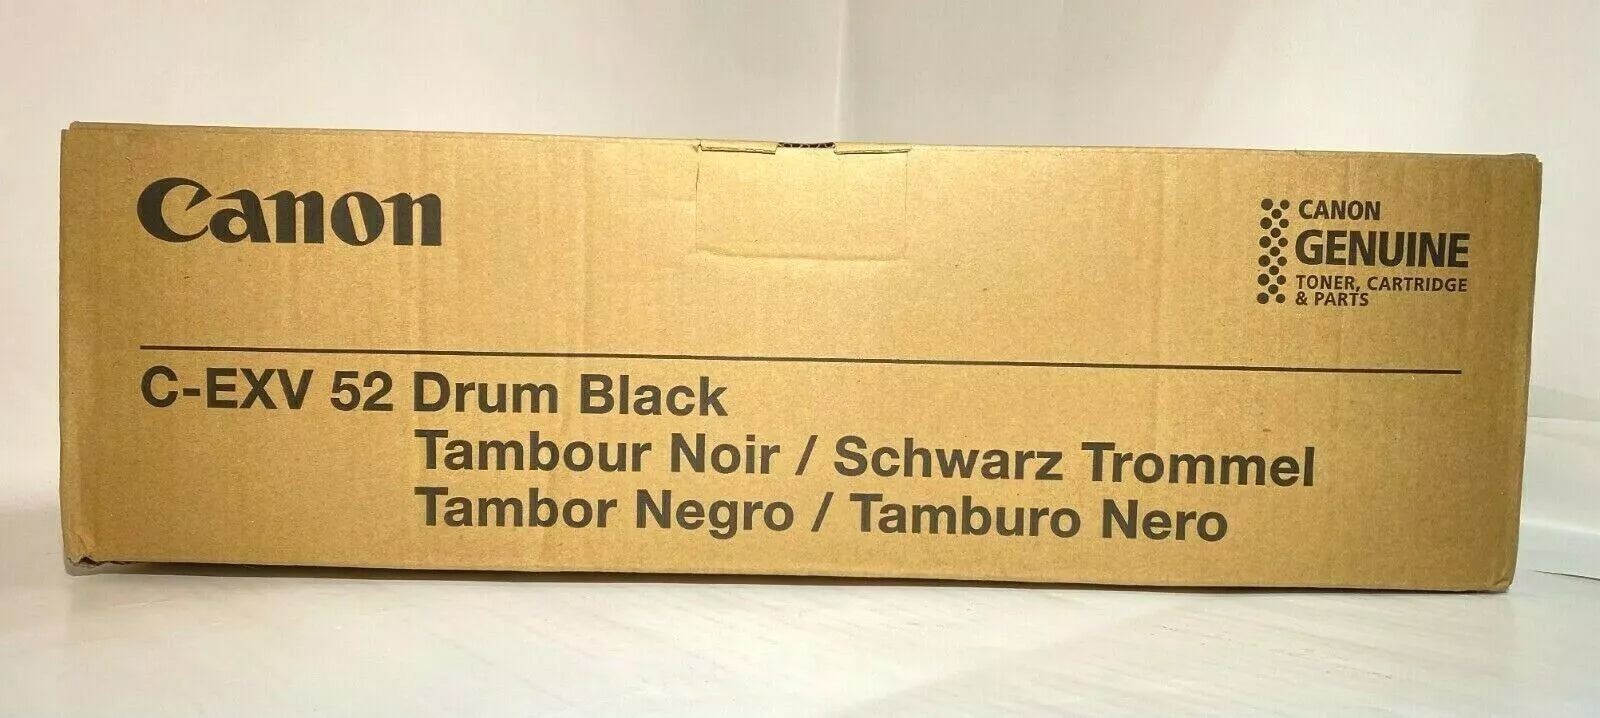 Canon
CANON
GENUINE
TONER, CARTRIDGE
& PARTS
C-EXV 52 Drum Black
Tambour Noir / Schwarz Trommel
Tambor Negro / Tamburo Nero